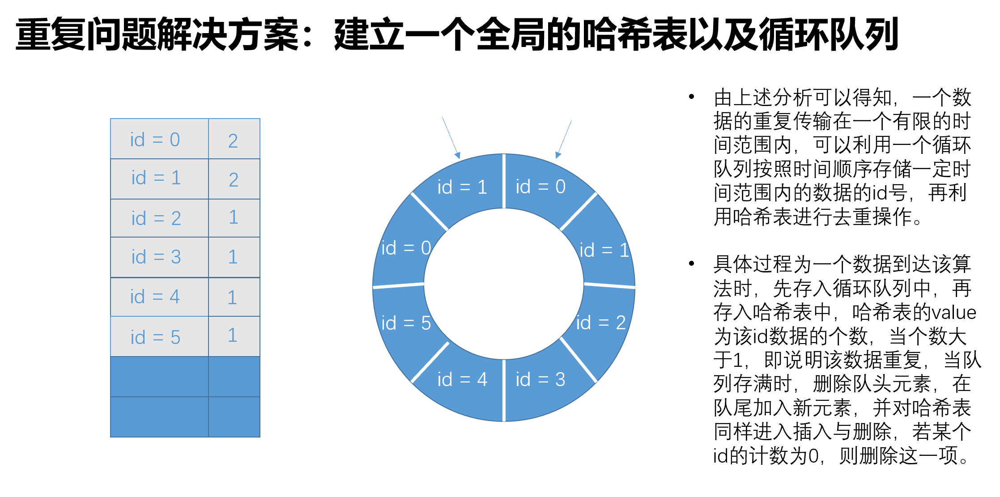 重复问题解决方案：建立一个全局的哈希表以及循环队列
id = 0 2
id = 1 2
id = 2 1
id = 3 1
id = 4 1
id = 5 1
id = 1 id = 0
id = 0 id = 1
id = 5 id = 2
id = 4 id = 3
• 由上述分析可以得知，一个数
据的重复传输在一个有限的时
间范围内，可以利用一个循环
队列按照时间顺序存储一定时
间范围内的数据的id号，再利
用哈希表进行去重操作。
• 具体过程为一个数据到达该算
法时，先存入循环队列中，再
存入哈希表中，哈希表的value
为该id数据的个数，当个数大
于1，即说明该数据重复，当队
列存满时，删除队头元素，在
队尾加入新元素，并对哈希表
同样进入插入与删除，若某个
id的计数为0，则删除这一项。